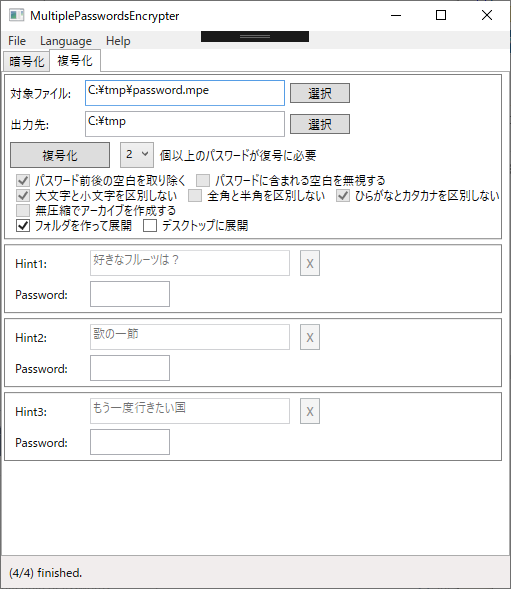 MultiplePasswordsEncrypter
File Language Help
暗号化 複号化
対象ファイル: C:¥tmp¥password.mpe 選択
出力先: C:¥tmp 選択
複号化 2 個以上のパスワードが復号に必要
パスワード前後の空白を取り除く パスワードに含まれる空白を無視する
大文字と小文字を区別しない 全角と半角を区別しない ひらがなとカタカナを区別しない
無圧縮でアーカイブを作成する
フォルダを作って展開 デスクトップに展開
Hint1: 好きなフルーツは？ X
Password:
Hint2: 歌の一節 X
Password:
Hint3: もう一度行きたい国 X
Password:
(4/4) finished.